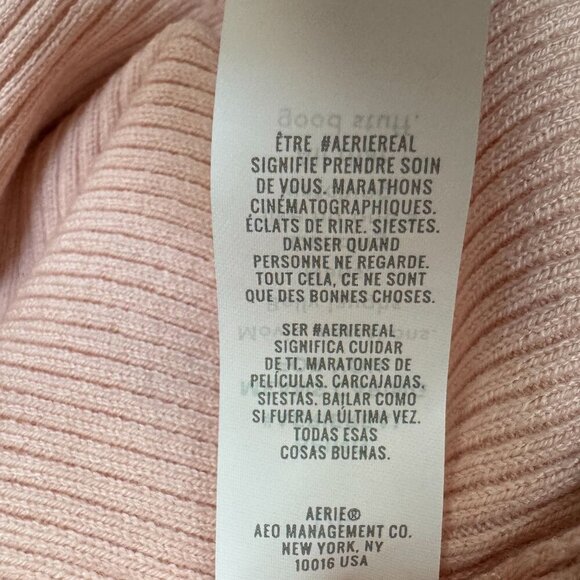 ÊTRE #AERIEREAL
SIGNIFIE PRENDRE SOIN
DE VOUS. MARATHONS
CINÉMATOGRAPHIQUES.
ÉCLATS DE RIRE. SIESTES.
DANSER QUAND
PERSONNE NE REGARDE.
TOUT CELA, CE NE SONT
QUE DES BONNES CHOSES.
SER #AERIEREAL
SIGNIFICA CUIDAR
DE TI. MARATONES DE
PELÍCULAS. CARCAJADAS,
SIESTAS. BAILAR COMO
SI FUERA LA ÚLTIMA VEZ.
TODAS ESAS
COSAS BUENAS.
AERIE®
AEO MANAGEMENT CO.
NEW YORK, NY
10016 USA